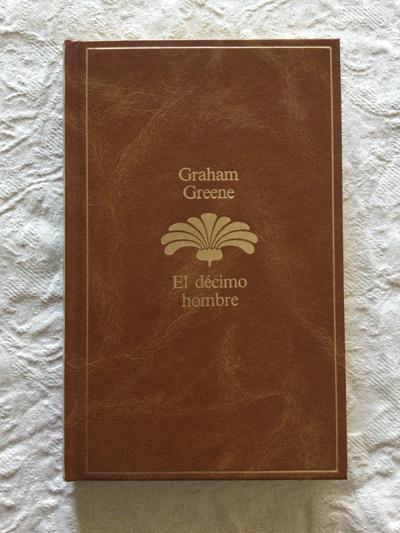 Graham
Greene
El décimo
hombre